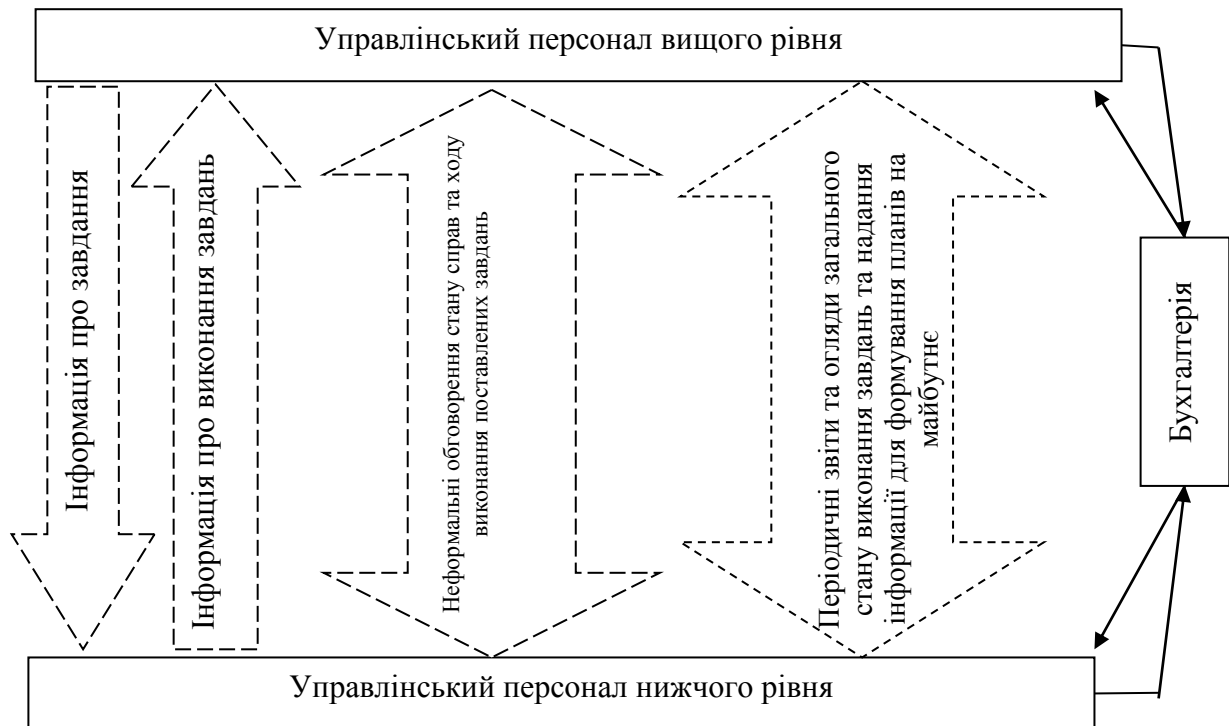 Управлінський персонал вищого рівня
Інформація про завдання
Інформація про виконання завдань
Неформальні обговорення стану справ та ходу
виконання поставлених завдань
Періодичні звіти та огляди загального
стану виконання завдань та надання
інформації для формування планів на
майбутнє
Бухгалтерія
Управлінський персонал нижчого рівня